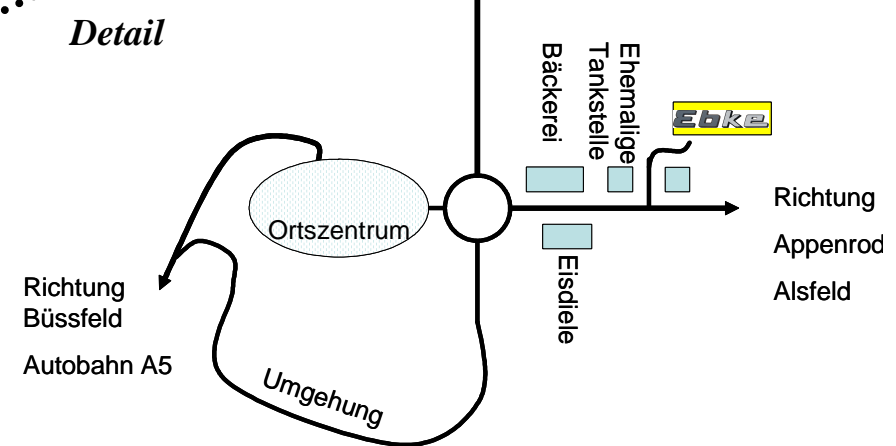 Detail
Bäckerei
Ehemalige
Tankstelle
Ebke
Ortszentrum
Richtung
Appenrod
Alsfeld
Eisdiele
Richtung
Büssfeld
Autobahn A5
Umgehung